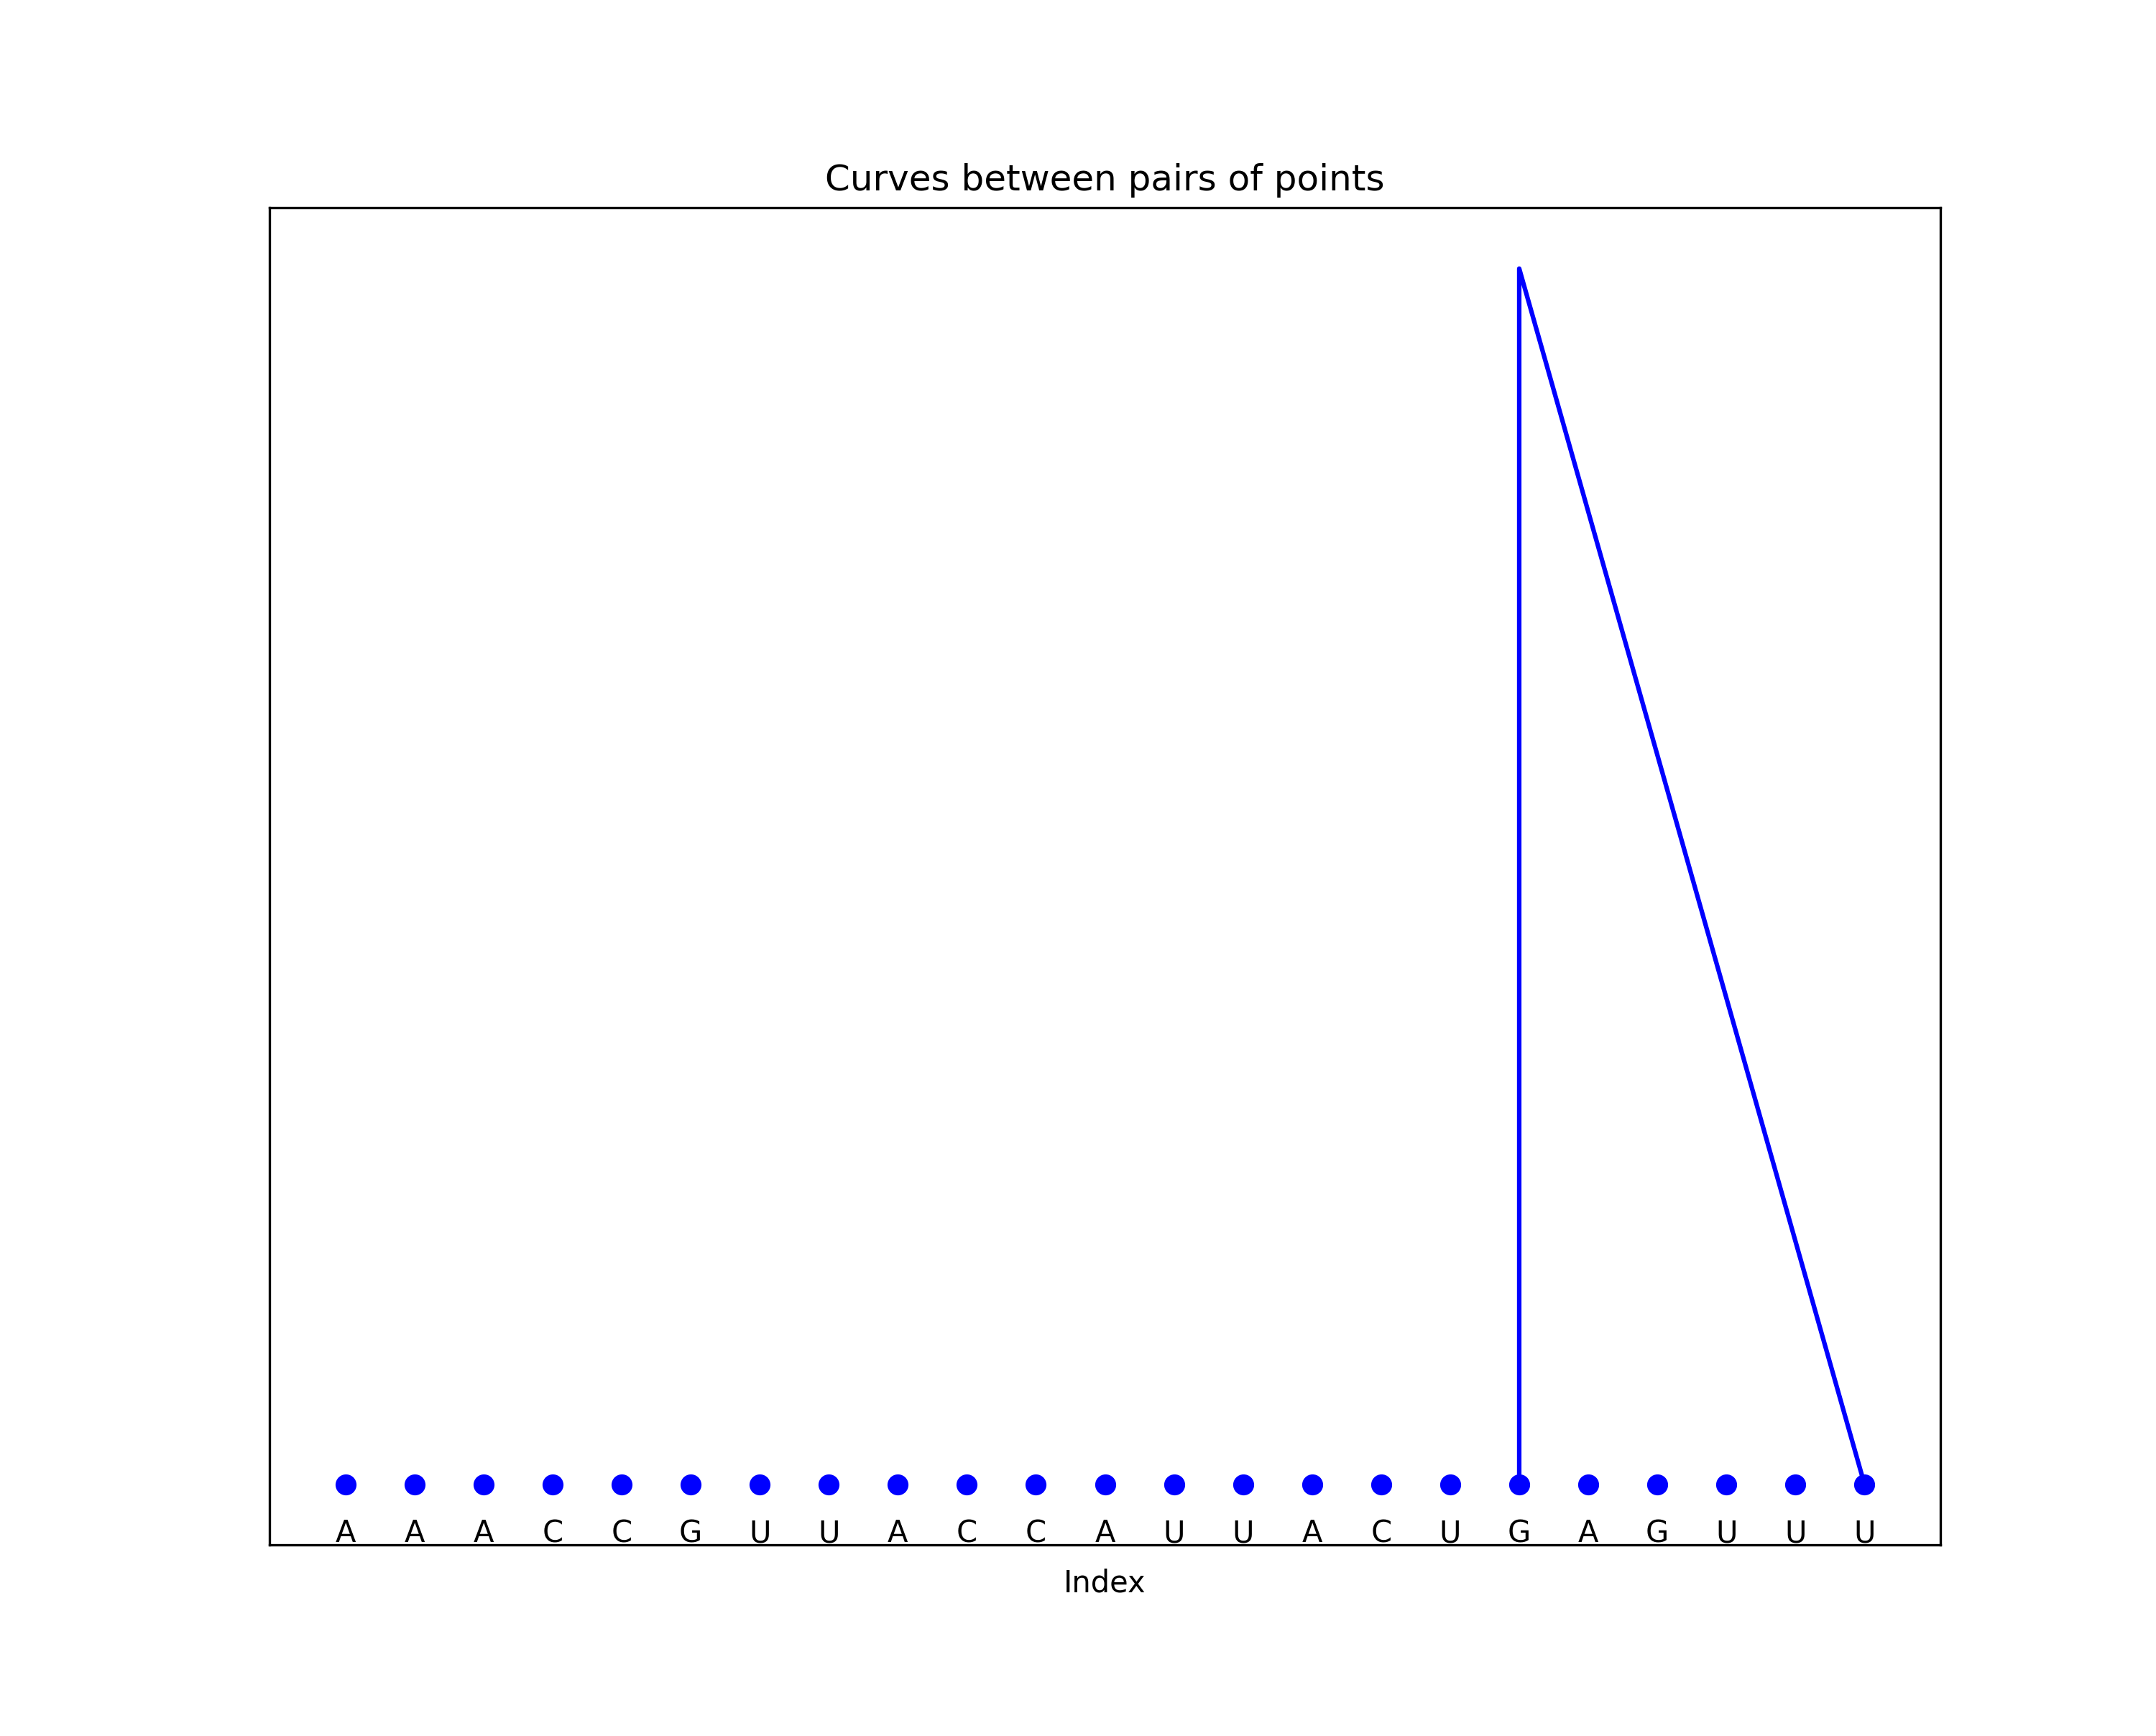 Curves between pairs of points
A A A C C G U U A C C A U U A C U G A G U U U
Index